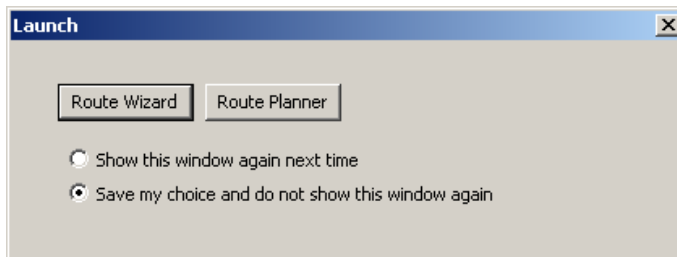 Launch
Route Wizard Route Planner
Show this window again next time
Save my choice and do not show this window again